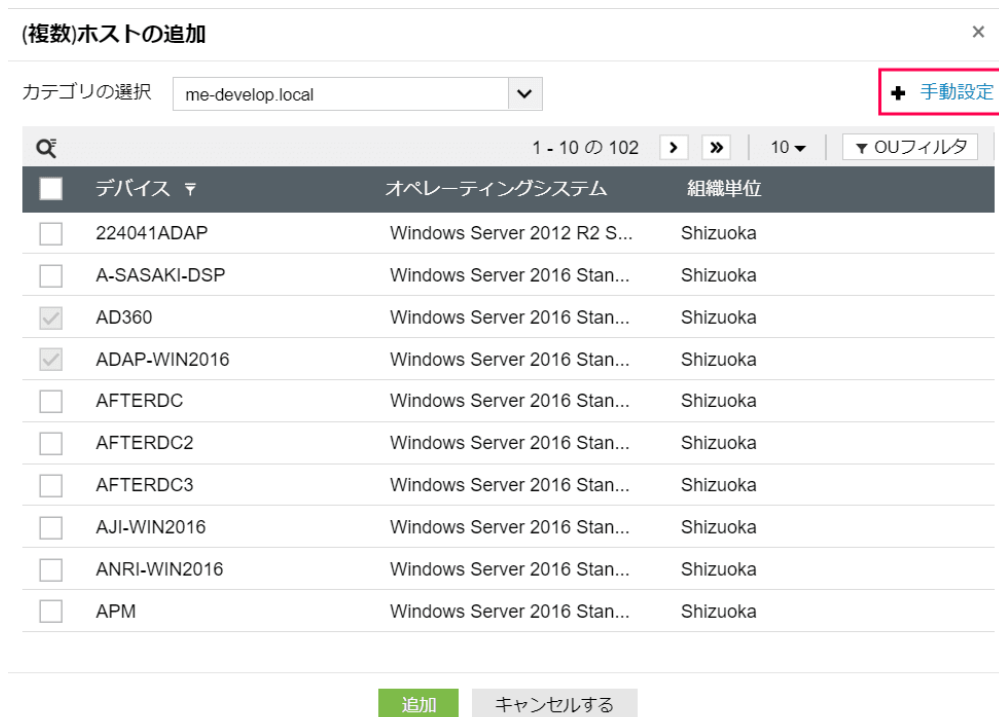 (複数)ホストの追加 ×
カテゴリの選択 me-develop.local + 手動設定
1 - 10 の 102 10 OUフィルタ
デバイス オペレーティングシステム 組織単位
224041ADAP Windows Server 2012 R2 S... Shizuoka
A-SASAKI-DSP Windows Server 2016 Stan... Shizuoka
AD360 Windows Server 2016 Stan... Shizuoka
ADAP-WIN2016 Windows Server 2016 Stan... Shizuoka
AFTERDC Windows Server 2016 Stan... Shizuoka
AFTERDC2 Windows Server 2016 Stan... Shizuoka
AFTERDC3 Windows Server 2016 Stan... Shizuoka
AJI-WIN2016 Windows Server 2016 Stan... Shizuoka
ANRI-WIN2016 Windows Server 2016 Stan... Shizuoka
APM Windows Server 2016 Stan... Shizuoka
追加 キャンセルする